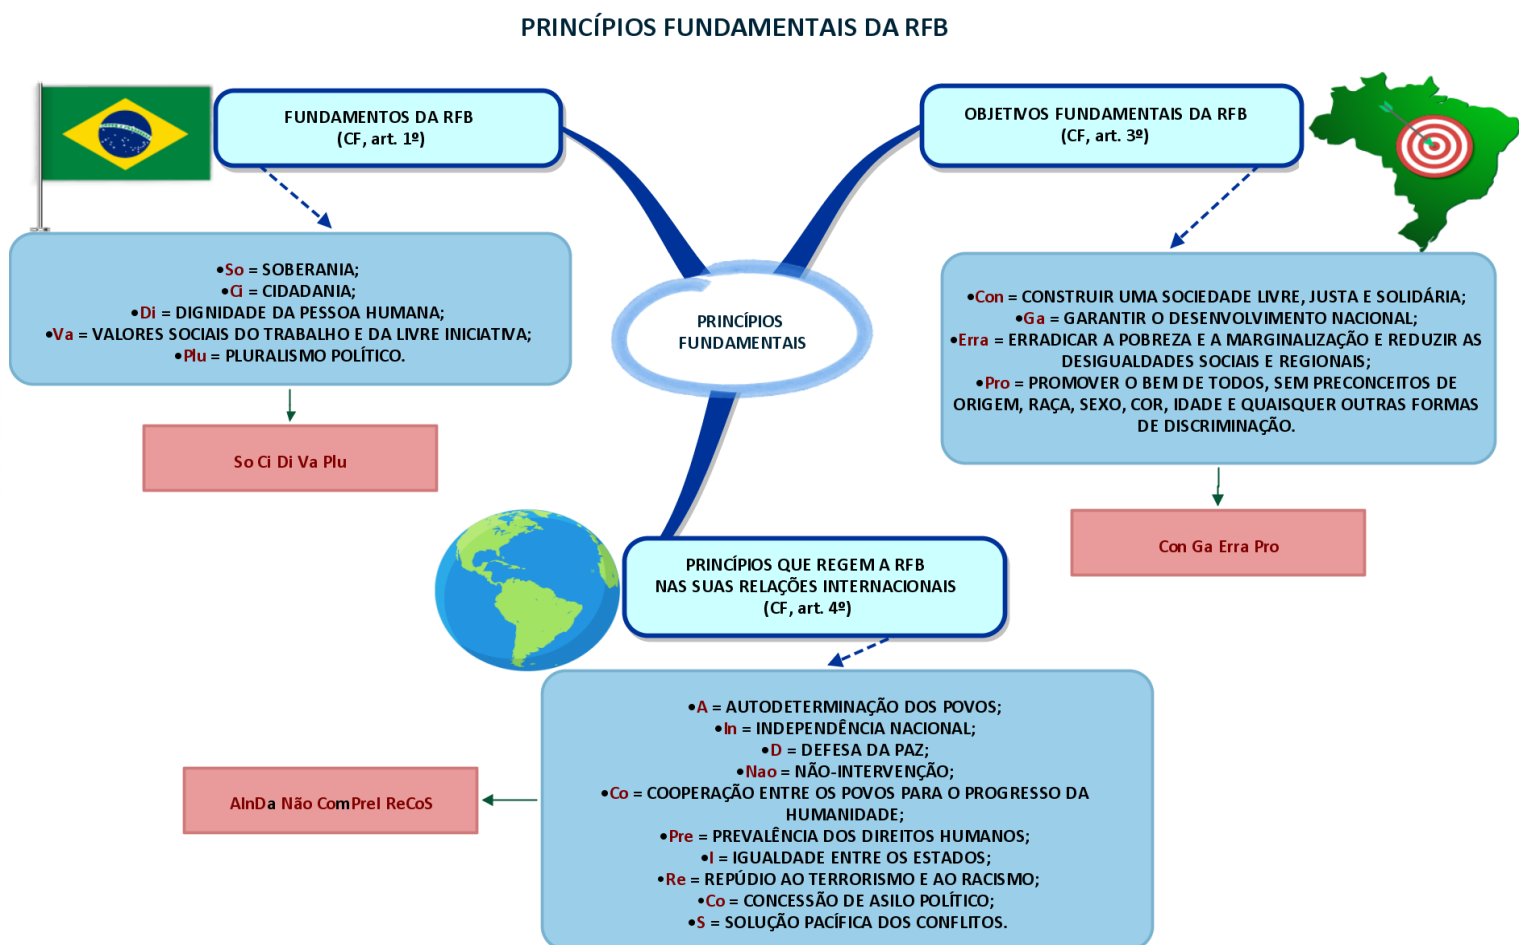 PRINCÍPIOS FUNDAMENTAIS DA RFB
FUNDAMENTOS DA RFB
(CF, art. 1º)
•So = SOBERANIA;
•Ci = CIDADANIA;
•Di = DIGNIDADE DA PESSOA HUMANA;
•Va = VALORES SOCIAIS DO TRABALHO E DA LIVRE INICIATIVA;
•Plu = PLURALISMO POLÍTICO.
So Ci Di Va Plu
OBJETIVOS FUNDAMENTAIS DA RFB
(CF, art. 3º)
•Con = CONSTRUIR UMA SOCIEDADE LIVRE, JUSTA E SOLIDÁRIA;
•Ga = GARANTIR O DESENVOLVIMENTO NACIONAL;
•Erra = ERRADICAR A POBREZA E A MARGINALIZAÇÃO E REDUZIR AS
DESIGUALDADES SOCIAIS E REGIONAIS;
•Pro = PROMOVER O BEM DE TODOS, SEM PRECONCEITOS DE
ORIGEM, RAÇA, SEXO, COR, IDADE E QUAISQUER OUTRAS FORMAS
DE DISCRIMINAÇÃO.
Con Ga Erra Pro
PRINCÍPIOS
FUNDAMENTAIS
PRINCÍPIOS QUE REGEM A RFB
NAS SUAS RELAÇÕES INTERNACIONAIS
(CF, art. 4º)
•A = AUTODETERMINAÇÃO DOS POVOS;
•In = INDEPENDÊNCIA NACIONAL;
•D = DEFESA DA PAZ;
•Nao = NÃO-INTERVENÇÃO;
•Co = COOPERAÇÃO ENTRE OS POVOS PARA O PROGRESSO DA
HUMANIDADE;
•Pre = PREVALÊNCIA DOS DIREITOS HUMANOS;
•I = IGUALDADE ENTRE OS ESTADOS;
•Re = REPÚDIO AO TERRORISMO E AO RACISMO;
•Co = CONCESSÃO DE ASILO POLÍTICO;
•S = SOLUÇÃO PACÍFICA DOS CONFLITOS.
AInDa Não ComPreI ReCoS